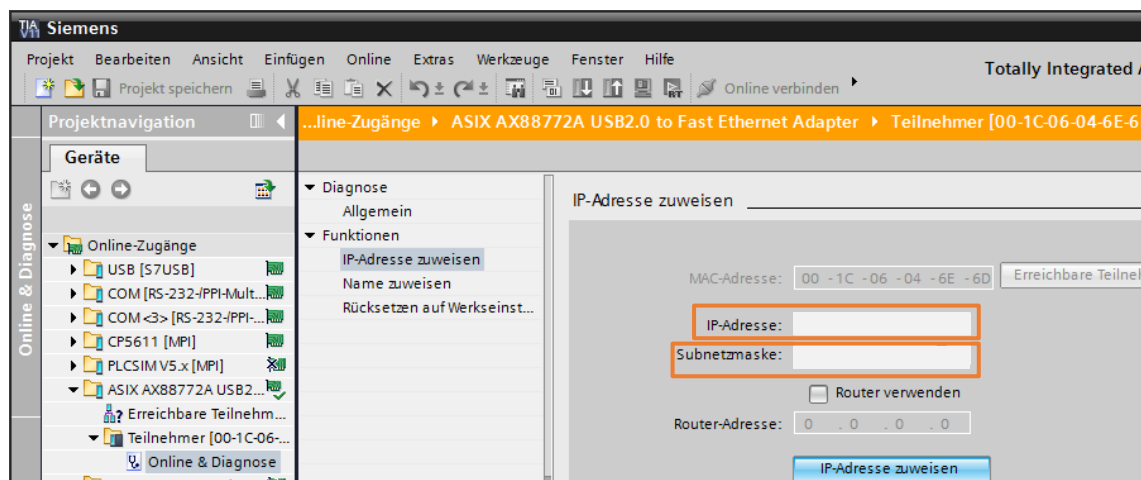 TIA V11 Siemens
Projekt Bearbeiten Ansicht Einfügen Online Extras Werkzeuge Fenster Hilfe
Totally Integrated A
Projekt speichern
Online verbinden
Projektnavigation
...line-Zugänge ASIX AX88772A USB2.0 to Fast Ethernet Adapter Teilnehmer [00-1C-06-04-6E-6
Geräte
Online & Diagnose
Online-Zugänge
USB [S7USB]
COM [RS-232-/PPI-Mult...
COM <3> [RS-232-/PPI-...
CP5611 [MPI]
PLCSIM V5.x [MPI]
ASIX AX88772A USB2...
Erreichbare Teilnehm...
Teilnehmer [00-1C-06-...
Online & Diagnose
Diagnose
Allgemein
Funktionen
IP-Adresse zuweisen
Name zuweisen
Rücksetzen auf Werkseinst...
IP-Adresse zuweisen
MAC-Adresse: 00 -1C -06 -04 -6E -6D Erreichbare Teilneh
IP-Adresse:
Subnetzmaske:
Router verwenden
Router-Adresse: 0 . 0 . 0 . 0
IP-Adresse zuweisen